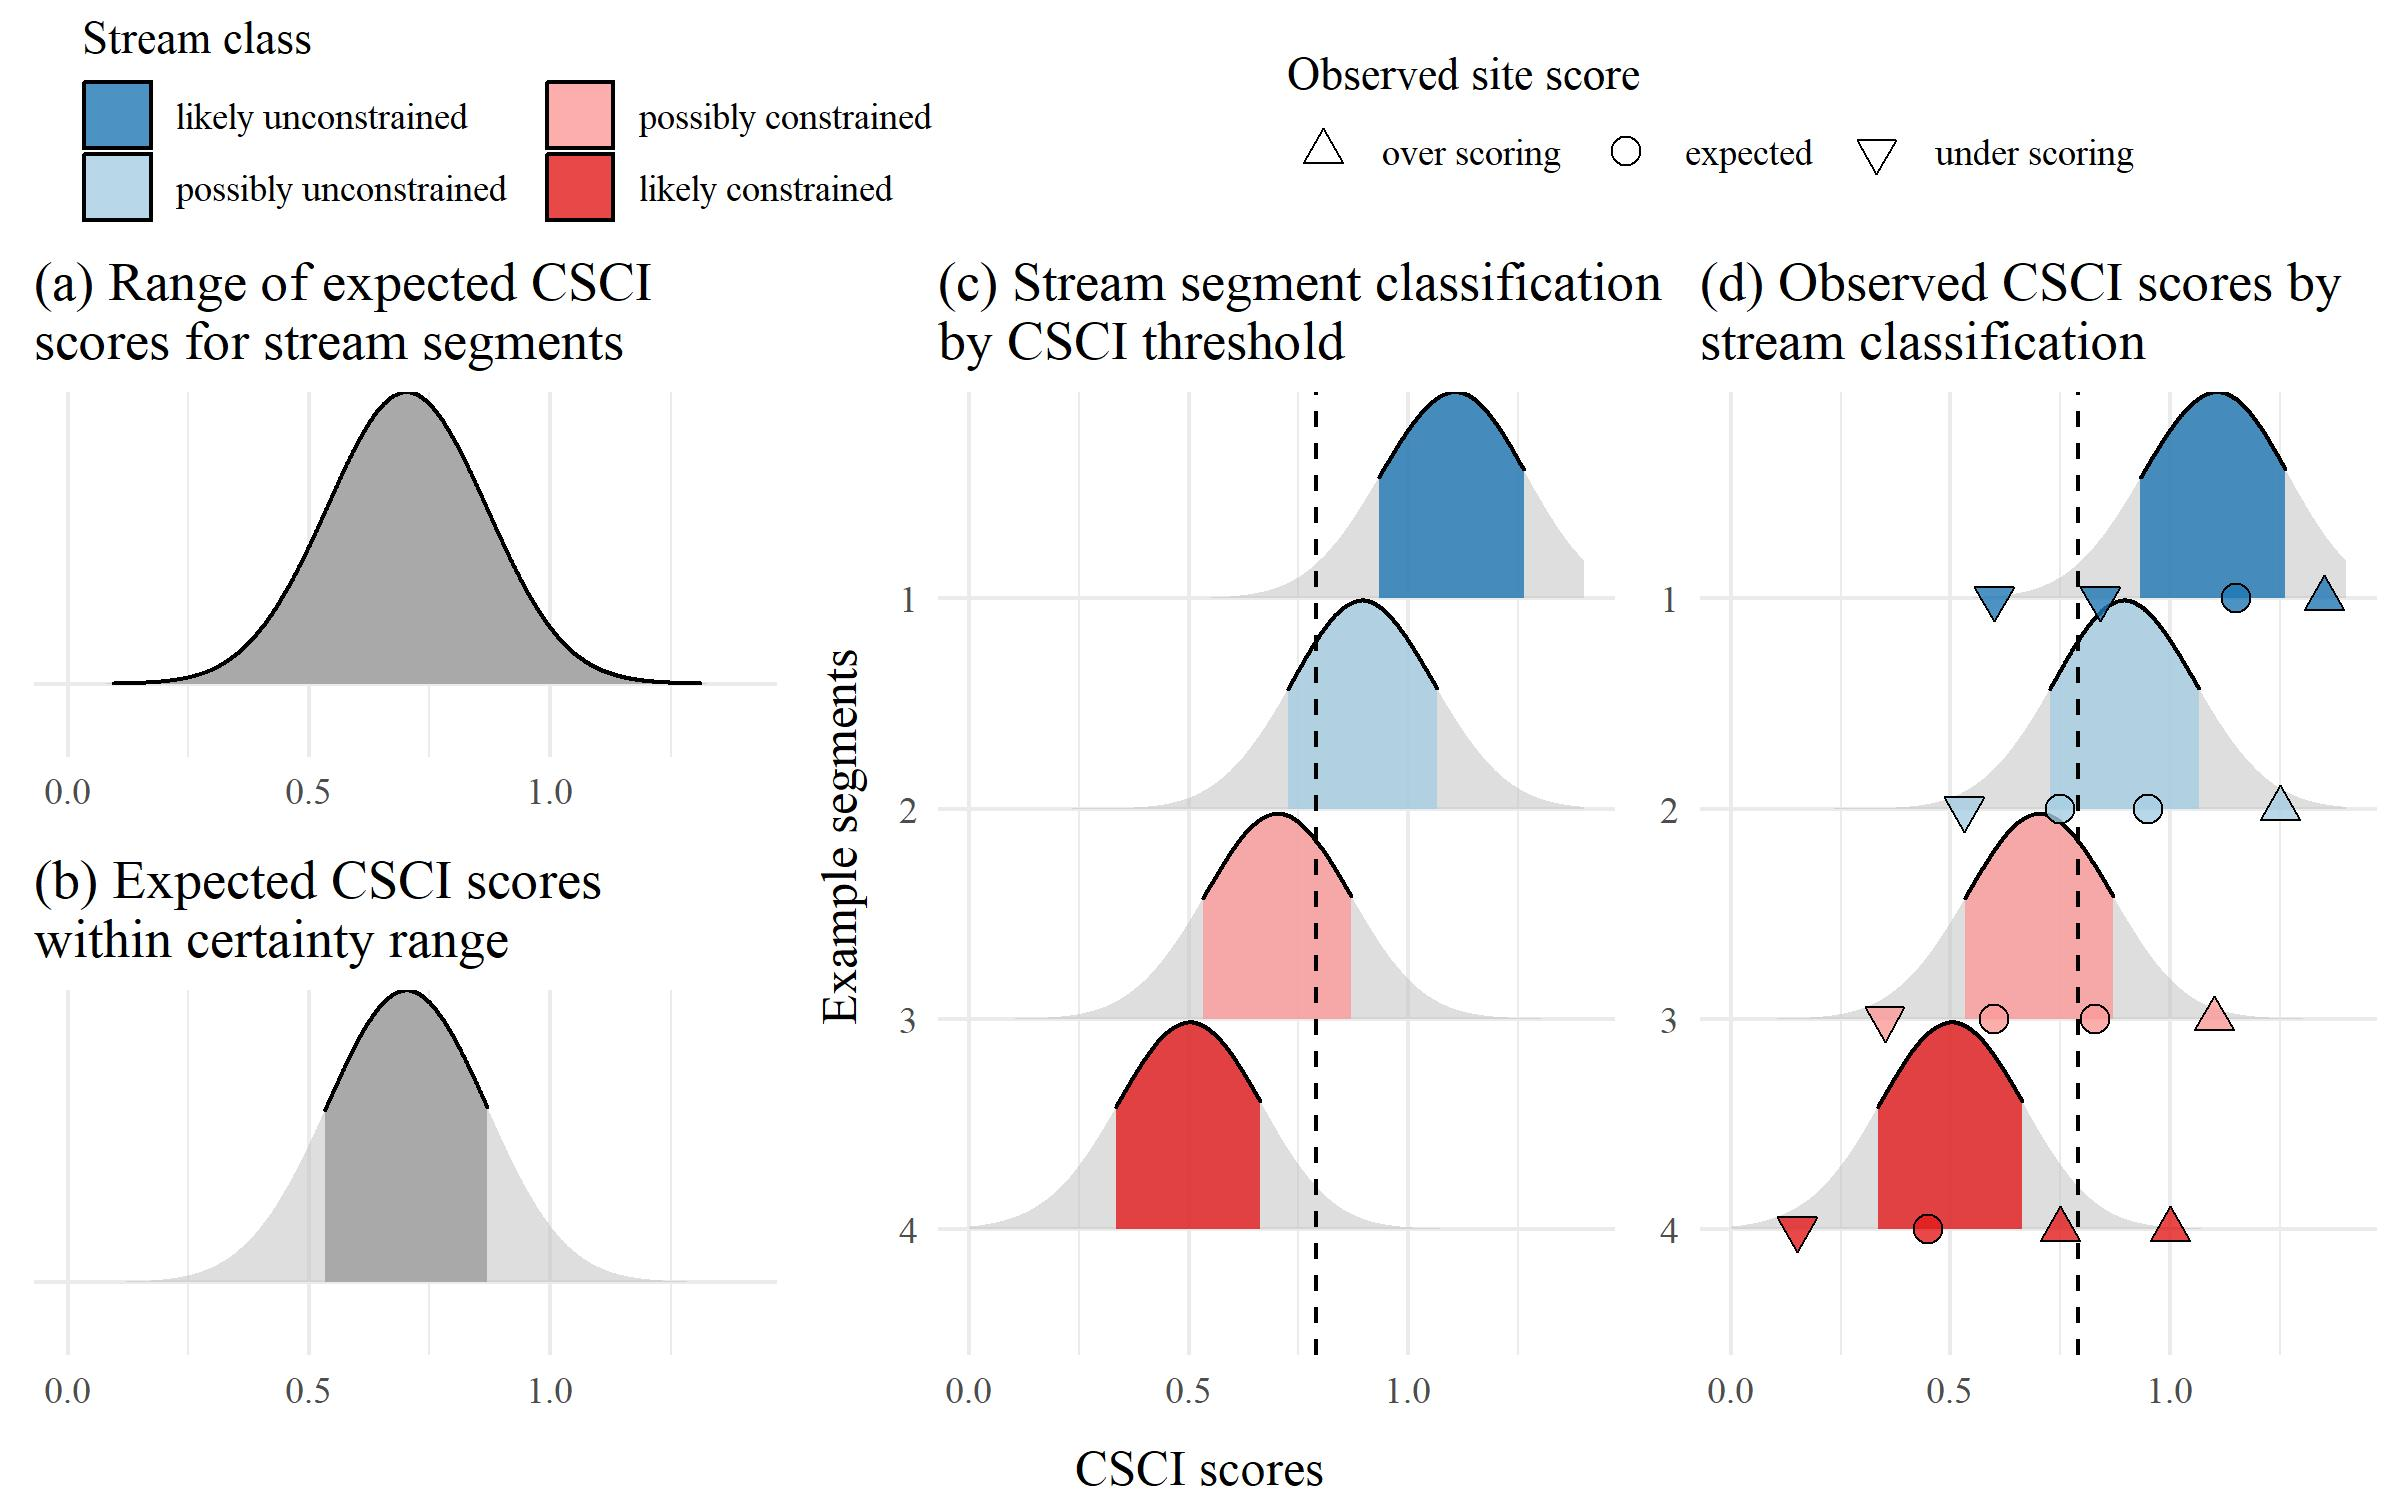 Stream class
likely unconstrained
possibly constrained
possibly unconstrained
likely constrained
Observed site score
over scoring
expected
under scoring
(a) Range of expected CSCI
scores for stream segments
0.0 0.5 1.0
(b) Expected CSCI scores
within certainty range
0.0 0.5 1.0
(c) Stream segment classification
by CSCI threshold
Example segments
1
2
3
4
0.0 0.5 1.0
(d) Observed CSCI scores by
stream classification
1
2
3
4
0.0 0.5 1.0
CSCI scores